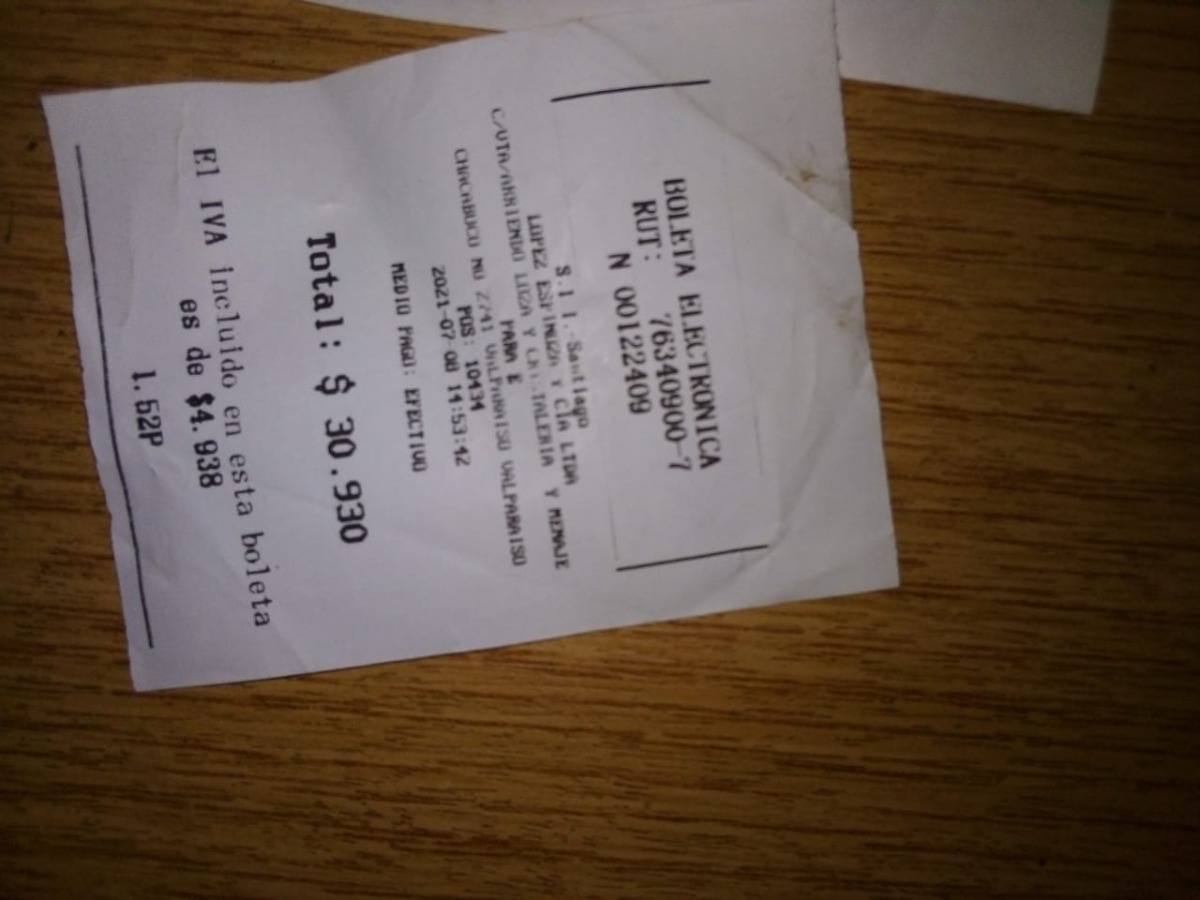 BOLETA ELECTRONICA
RUT: 76340900-7
N 00122409
S.I I.-Santiago
LOPEZ ESPINOZA Y CIA LTDA
C/VTA/ARRIENDO LOZA Y CRISTALERIA Y MENAJE
PARA E
CHACABUCO NO 2741 VALPARAISO VALPARAISO
POS: 10434
2021-07-08 14:53:42
MEDIO PAGO: EFECTIVO
Total: $ 30.930
El IVA incluido en esta boleta
es de $4.938
1.52P